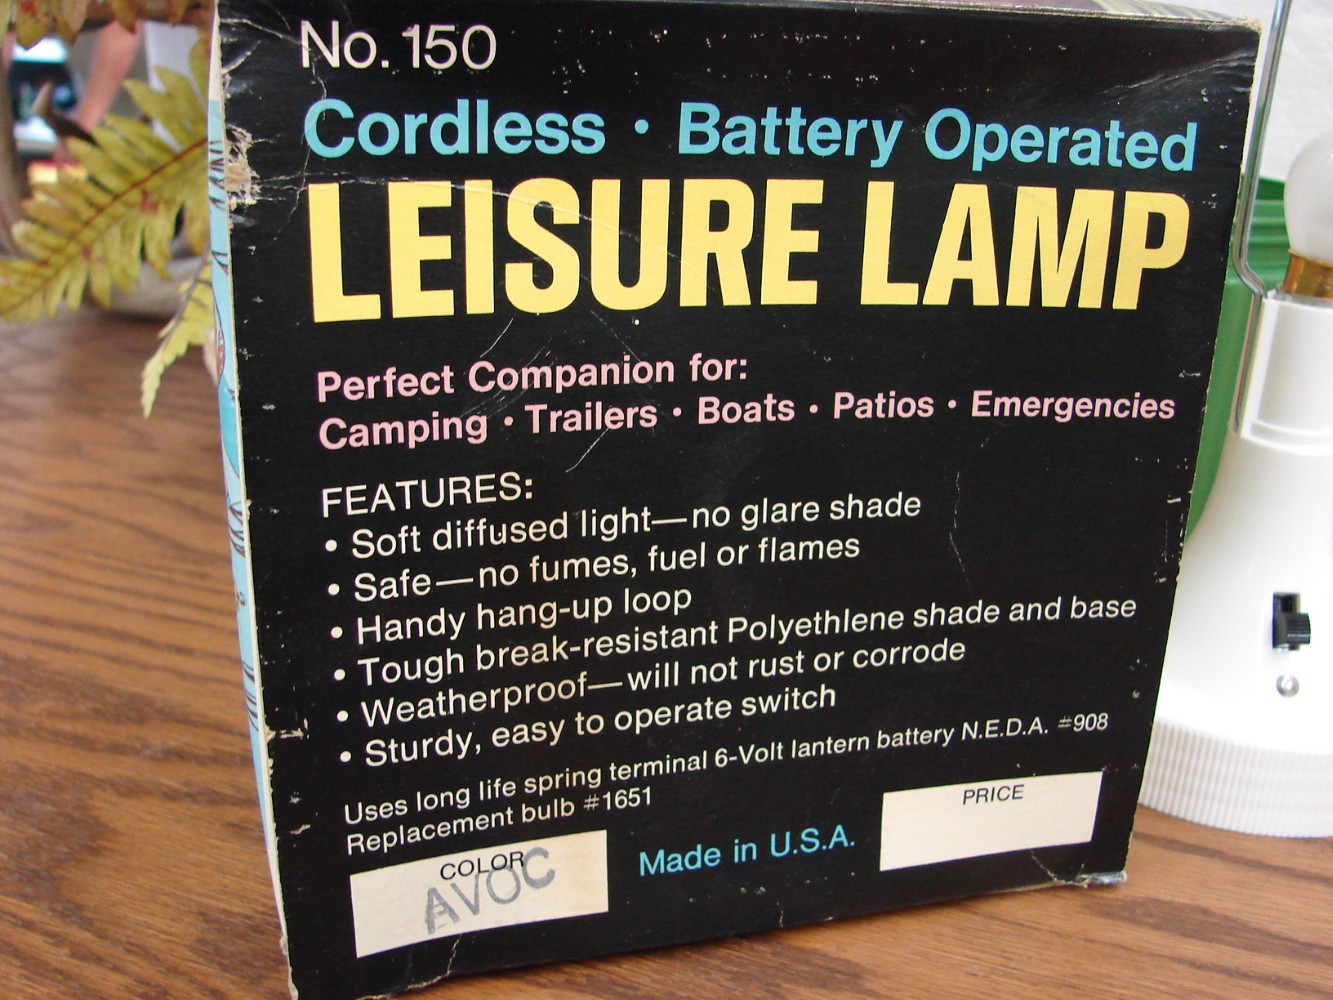 No. 150
Cordless • Battery Operated
LEISURE LAMP
Perfect Companion for:
Camping • Trailers • Boats • Patios • Emergencies
FEATURES:
• Soft diffused light—no glare shade
• Safe—no fumes, fuel or flames
• Handy hang-up loop
• Tough break-resistant Polyethlene shade and base
• Weatherproof—will not rust or corrode
• Sturdy, easy to operate switch
Uses long life spring terminal 6-Volt lantern battery N.E.D.A. #908
Replacement bulb #1651
COLOR
AVOC
Made in U.S.A.
PRICE